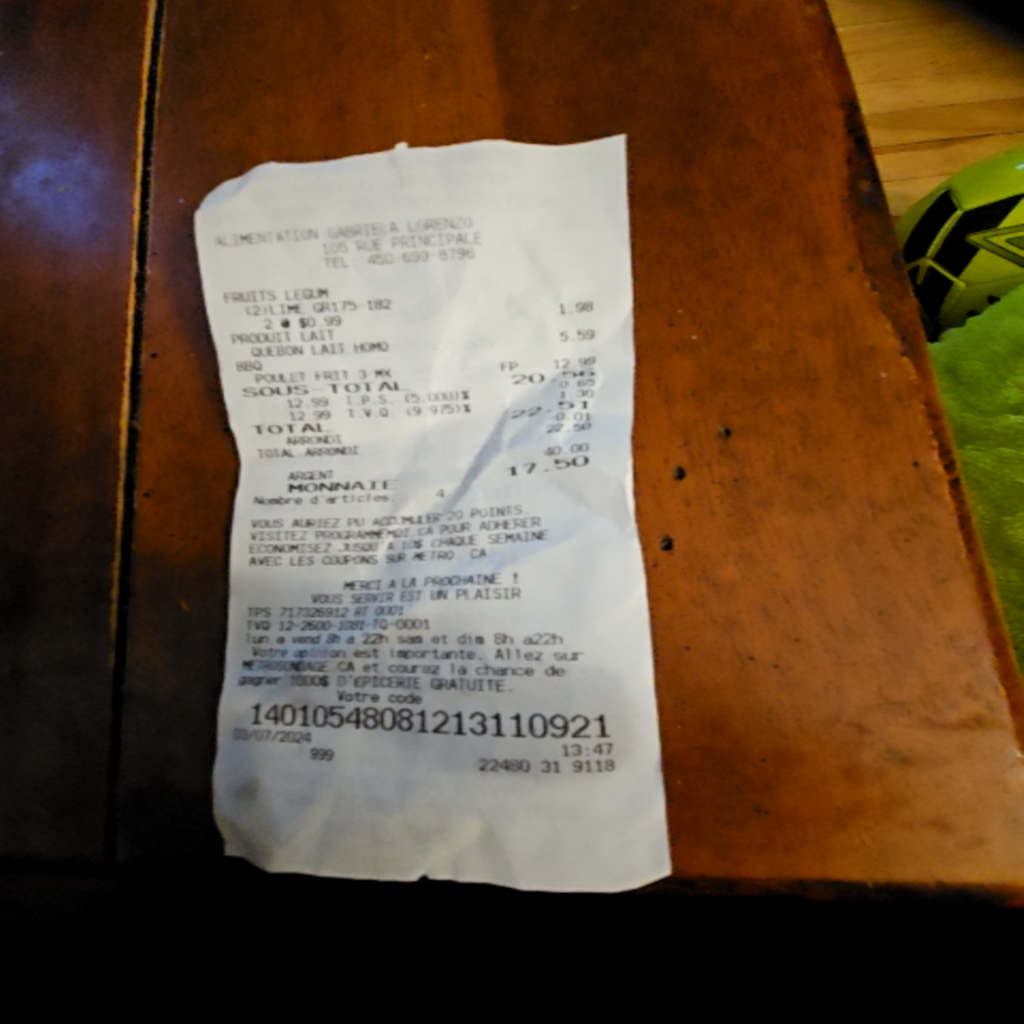 ALIMENTATION GABRIELA LORENZO
105 RUE PRINCIPALE
TEL: 450-699-8796
FRUITS LEGUM
(2)LIME GR175-182 1.98
2 @ $0.99
PRODUIT LAIT
QUEBON LAIT HOMO 5.59
BBQ
POULET FRIT 3 MX FP 12.99
SOUS-TOTAL 20.56
12.99 T.P.S. (5.000)% 0.65
12.99 T.V.Q. (9.975)% 1.30
TOTAL 22.51
ARRONDI -0.01
TOTAL ARRONDI 22.50
ARGENT 40.00
MONNAIE 17.50
Nombre d'articles: 4
VOUS AURIEZ PU ACCUMULER 20 POINTS.
VISITEZ PROGRAMMEMOI.CA POUR ADHERER
ECONOMISEZ JUSQU'A 10$ CHAQUE SEMAINE
AVEC LES COUPONS SUR METRO. CA
MERCI A LA PROCHAINE !
VOUS SERVIR EST UN PLAISIR
TPS 717326912 RT 0001
TVQ 12-2600-1081-TQ-0001
lun a vend 8h a 22h sam et dim 8h a22h
Votre opinion est importante. Allez sur
METROSONDAGE.CA et courez la chance de
gagner 1000$ D'EPICERIE GRATUITE.
Votre code
14010548081213110921
03/07/2024 13:47
999 22480 31 9118